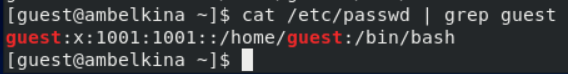 [guest@ambelkina ~]$ cat /etc/passwd | grep guest
guest:x:1001:1001::/home/guest:/bin/bash
[guest@ambelkina ~]$